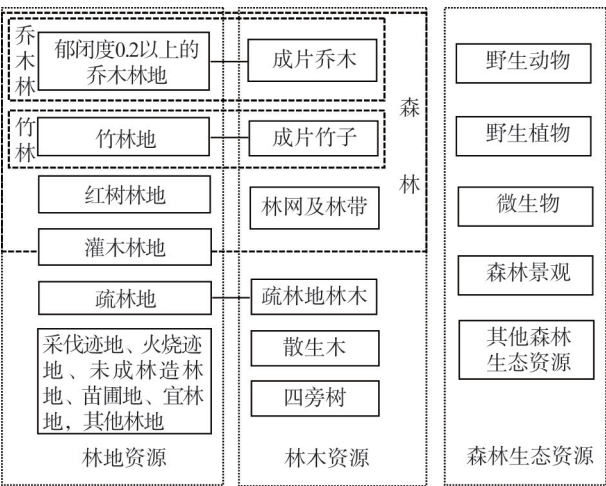 乔木林
郁闭度0.2以上的
乔木林地
成片乔木
竹林
竹林地
成片竹子
森林
红树林地
林网及林带
灌木林地
疏林地
疏林地林木
采伐迹地、火烧迹
地、未成林造林
地、苗圃地、宜林
地，其他林地
散生木
四旁树
林地资源
林木资源
野生动物
野生植物
微生物
森林景观
其他森林
生态资源
森林生态资源